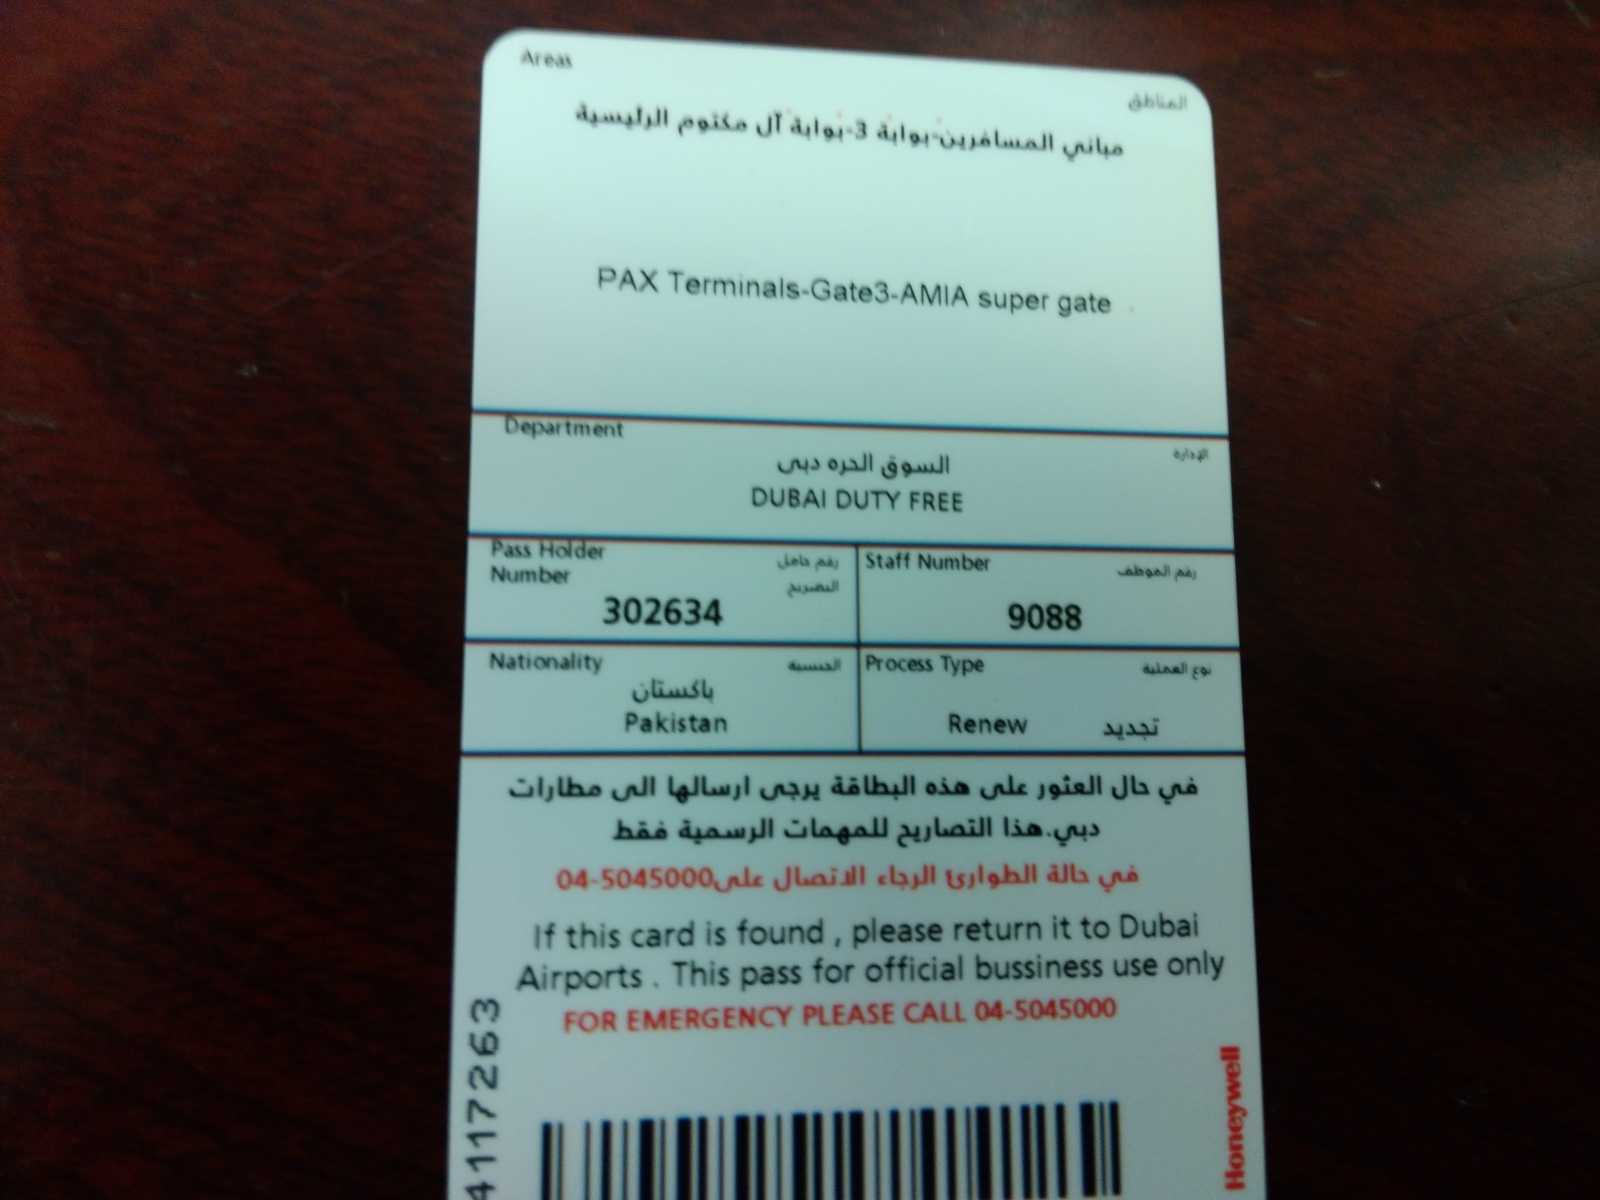 Areas
المناطق
مباني المسافرين-بوابة 3-بوابة آل مكتوم الرئيسية
PAX Terminals-Gate3-AMIA super gate
Department
الإدارة
السوق الحره دبى
DUBAI DUTY FREE
Pass Holder
Number
رقم حامل
التصريح
302634
Staff Number
رقم الموظف
9088
Nationality
الجنسية
باكستان
Pakistan
Process Type
نوع العملية
Renew تجديد
في حال العثور على هذه البطاقة يرجى ارسالها الى مطارات
دبي.هذا التصاريح للمهمات الرسمية فقط
في حالة الطوارئ الرجاء الاتصال على04-5045000
If this card is found , please return it to Dubai
Airports . This pass for official bussiness use only
FOR EMERGENCY PLEASE CALL 04-5045000
4117263
Honeywell